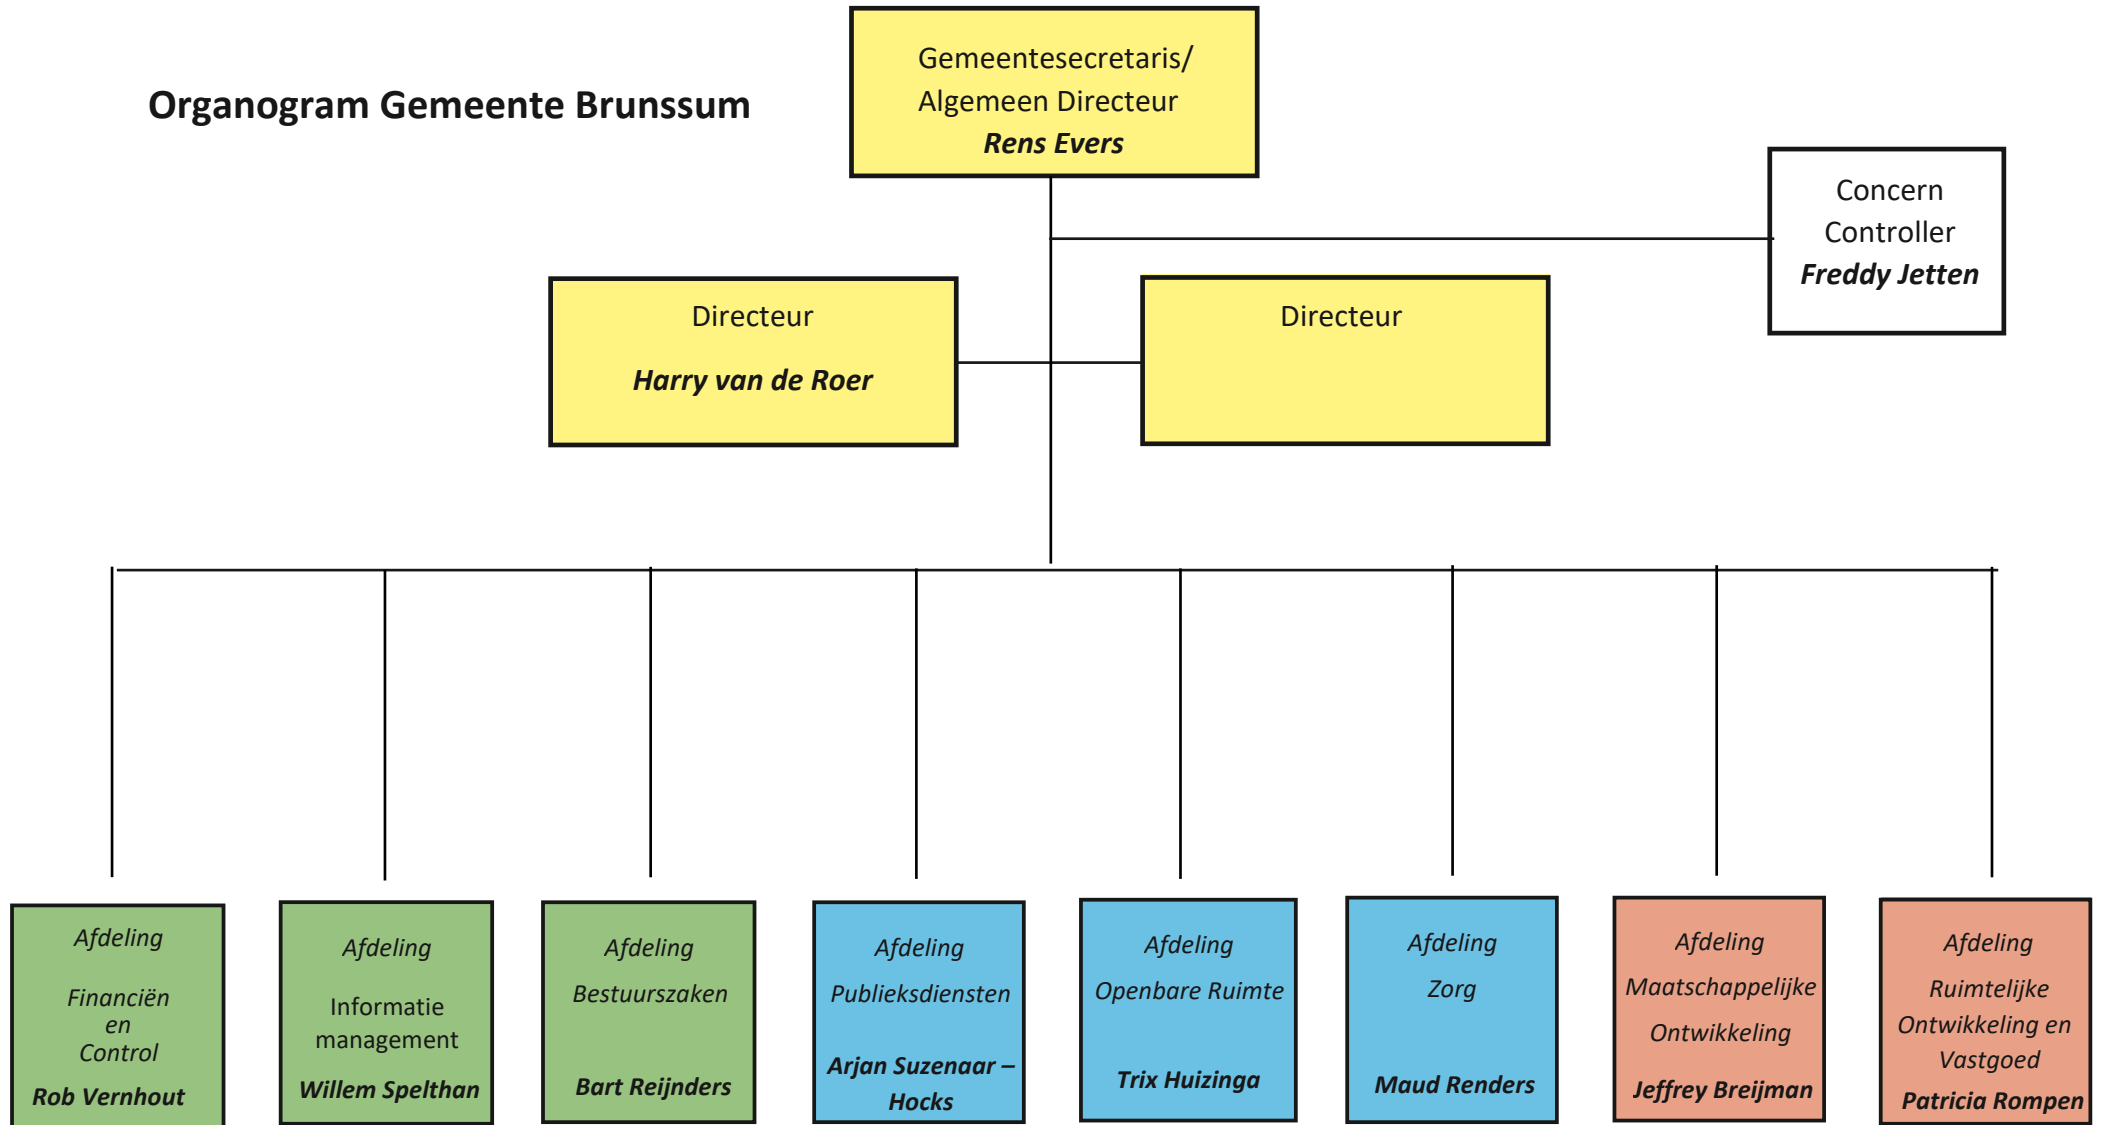 Organogram Gemeente Brunssum
Gemeentesecretaris/
Algemeen Directeur
Rens Evers
Concern
Controller
Freddy Jetten
Directeur
Harry van de Roer
Directeur
Afdeling
Financiën
en
Control
Rob Vernhout
Afdeling
Informatie
management
Willem Spelthan
Afdeling
Bestuurszaken
Bart Reijnders
Afdeling
Publieksdiensten
Arjan Suzenaar –
Hocks
Afdeling
Openbare Ruimte
Trix Huizinga
Afdeling
Zorg
Maud Renders
Afdeling
Maatschappelijke
Ontwikkeling
Jeffrey Breijman
Afdeling
Ruimtelijke
Ontwikkeling en
Vastgoed
Patricia Rompen